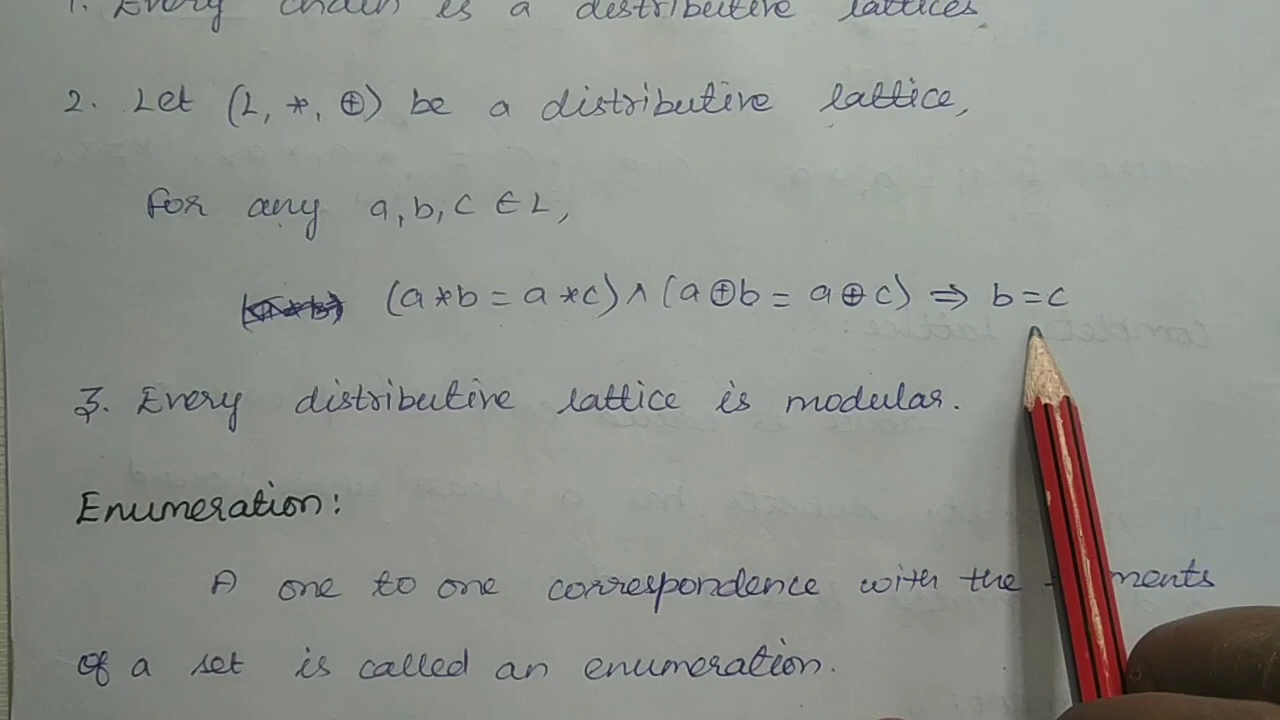 1. Every chain is a distributive lattices.
2. Let (L, *, ⊕) be a distributive lattice,
For any a, b, c ∈ L,
(a * b = a * c) ∧ (a ⊕ b = a ⊕ c) ⇒ b = c
3. Every distributive lattice is modular.
Enumeration:
A one to one correspondence with the
of a set is called an enumeration.